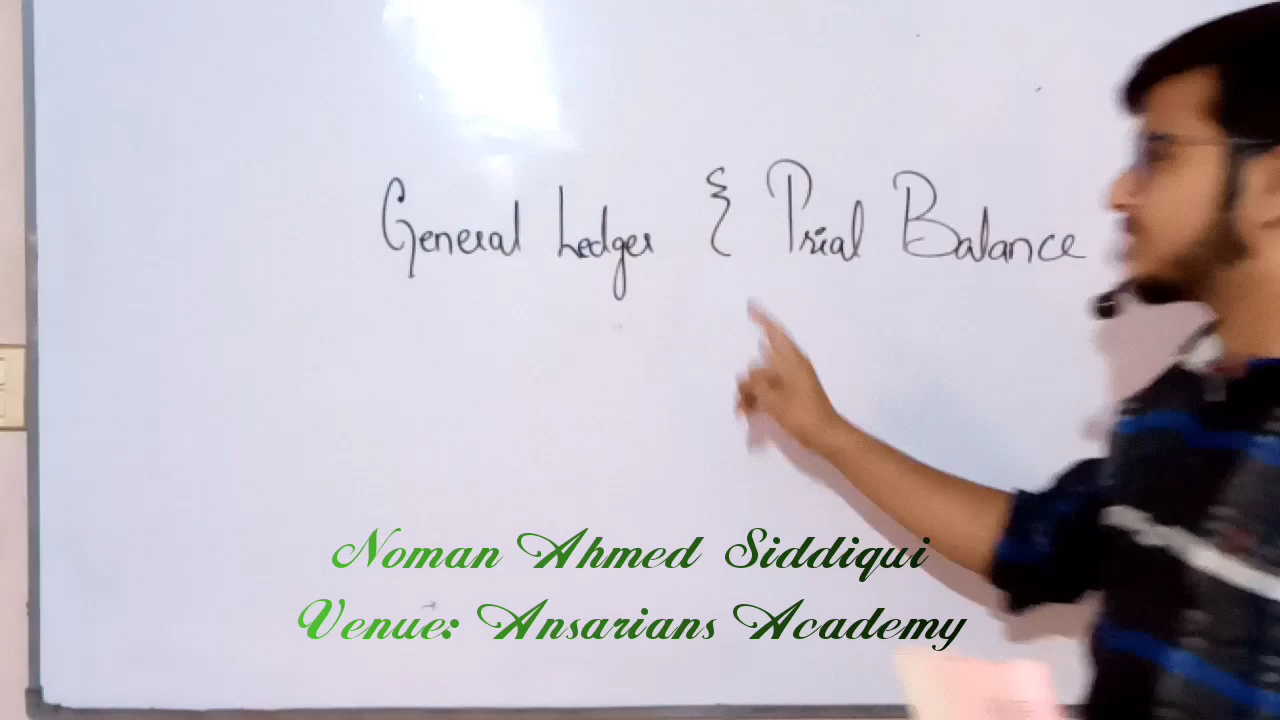 General Ledger & Trial Balance
Noman Ahmed Siddiqui
Venue: Ansarians Academy